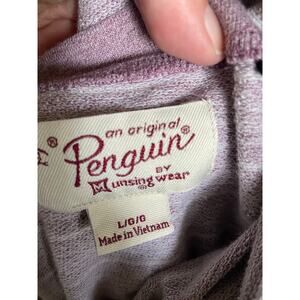 an original
Penguin®
BY
Munsingwear®
L/G/G
Made in Vietnam